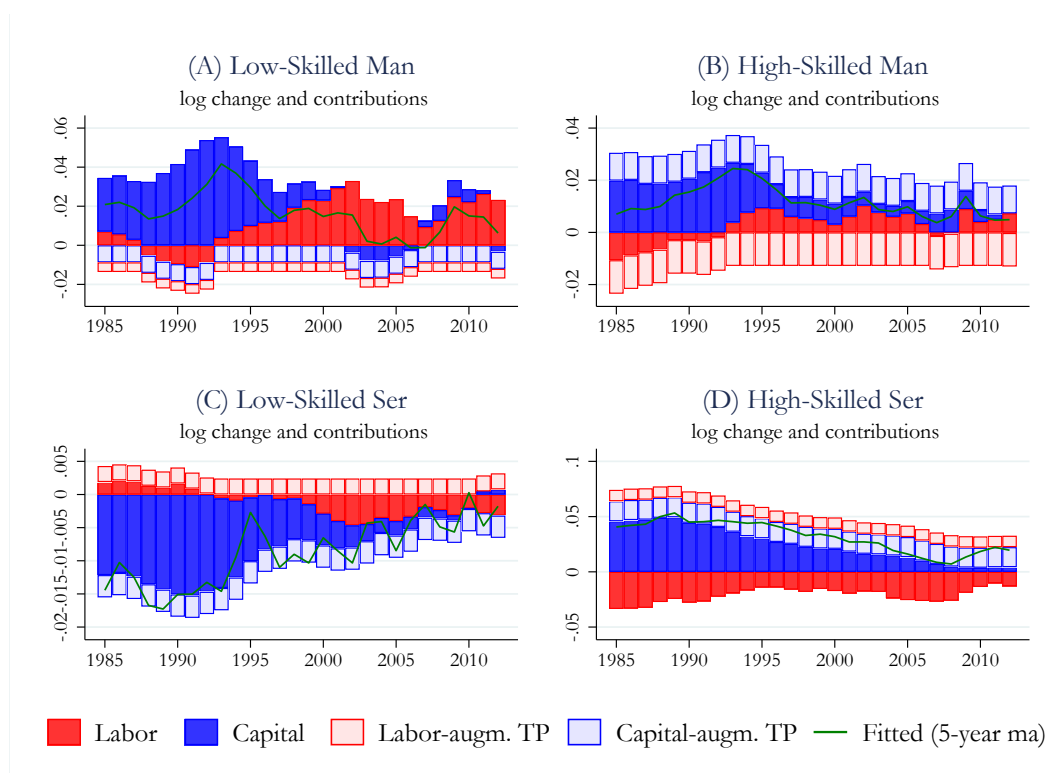 (A) Low-Skilled Man
log change and contributions
.06
.04
.02
0
-.02
1985 1990 1995 2000 2005 2010
(B) High-Skilled Man
log change and contributions
.04
.02
0
-.02
1985 1990 1995 2000 2005 2010
(C) Low-Skilled Ser
log change and contributions
.005
0
-.005
-.01
-.015
-.02
1985 1990 1995 2000 2005 2010
(D) High-Skilled Ser
log change and contributions
.1
.05
0
-.05
1985 1990 1995 2000 2005 2010
Labor Capital Labor-augm. TP Capital-augm. TP Fitted (5-year ma)